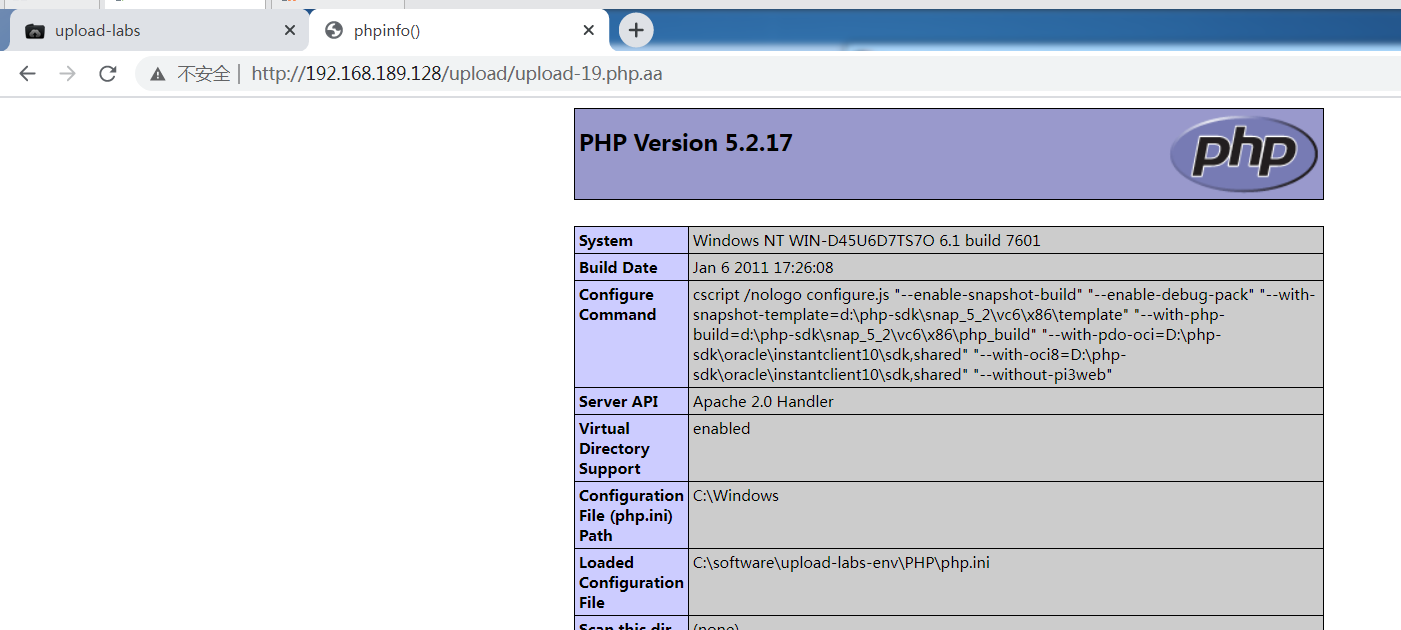 upload-labs
phpinfo()
不安全 | http://192.168.189.128/upload/upload-19.php.aa
PHP Version 5.2.17
php
System Windows NT WIN-D45U6D7TS7O 6.1 build 7601
Build Date Jan 6 2011 17:26:08
Configure Command
cscript /nologo configure.js "--enable-snapshot-build" "--enable-debug-pack" "--with-
snapshot-template=d:\php-sdk\snap_5_2\vc6\x86\template" "--with-php-
build=d:\php-sdk\snap_5_2\vc6\x86\php_build" "--with-pdo-oci=D:\php-
sdk\oracle\instantclient10\sdk,shared" "--with-oci8=D:\php-
sdk\oracle\instantclient10\sdk,shared" "--without-pi3web"
Server API Apache 2.0 Handler
Virtual
Directory
Support
enabled
Configuration
File (php.ini)
Path
C:\Windows
Loaded
Configuration
File
C:\software\upload-labs-env\PHP\php.ini
Scan this dir (none)